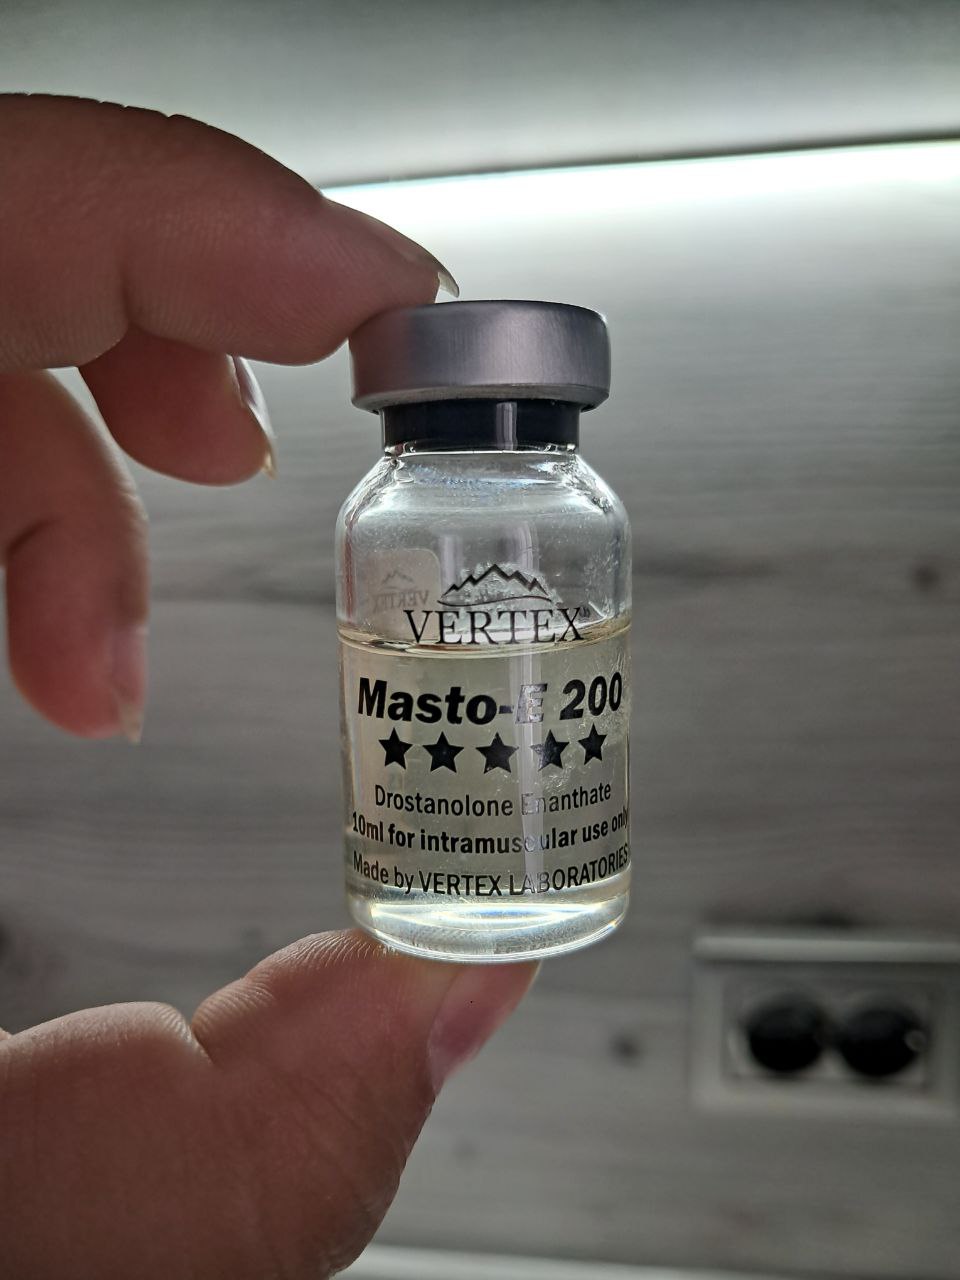 VERTEX®
Masto-E 200
★★★★★
Drostanolone Enanthate
10ml for intramuscular use only
Made by VERTEX LABORATORIES